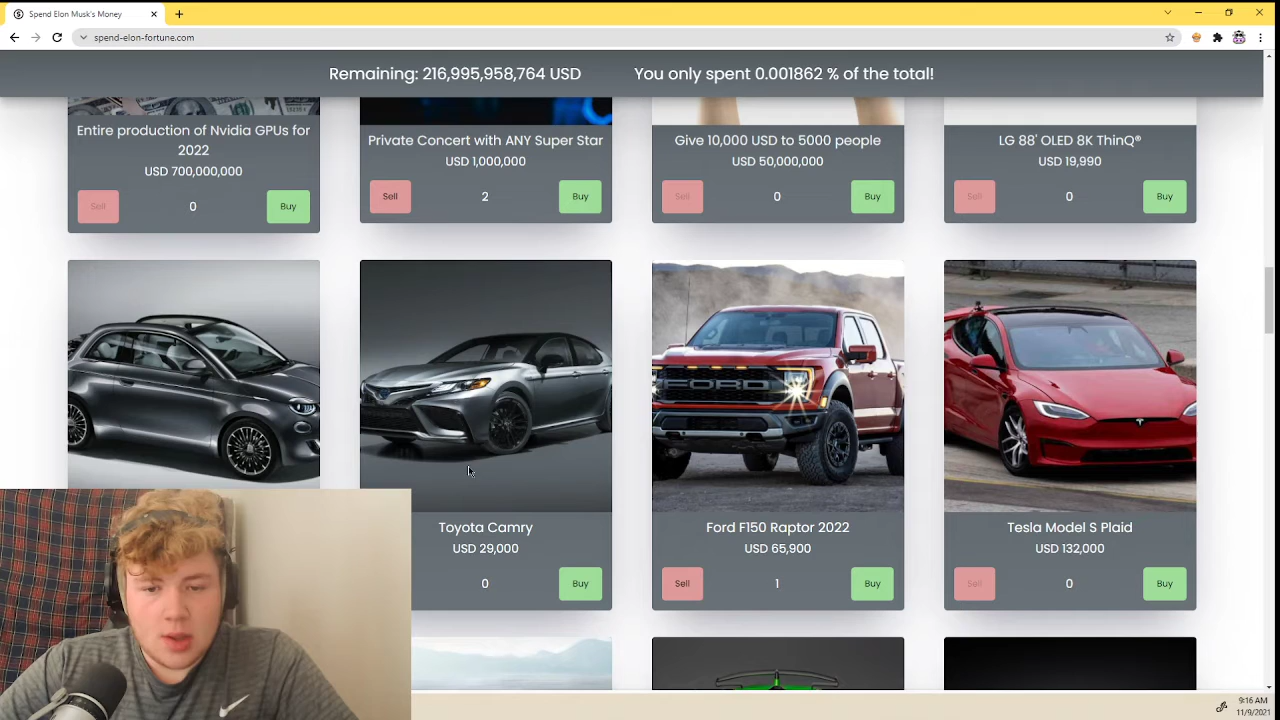 Spend Elon Musk's Money
spend-elon-fortune.com
Remaining: 216,995,958,764 USD
You only spent 0.001862 % of the total!
Entire production of Nvidia GPUs for
2022
USD 700,000,000
Sell
0
Buy
Private Concert with ANY Super Star
USD 1,000,000
Sell
2
Buy
Give 10,000 USD to 5000 people
USD 50,000,000
Sell
0
Buy
LG 88' OLED 8K ThinQ®
USD 19,990
Sell
0
Buy
FORD
Toyota Camry
USD 29,000
0
Buy
Ford F150 Raptor 2022
USD 65,900
Sell
1
Buy
Tesla Model S Plaid
USD 132,000
Sell
0
Buy
9:16 AM
11/9/2021